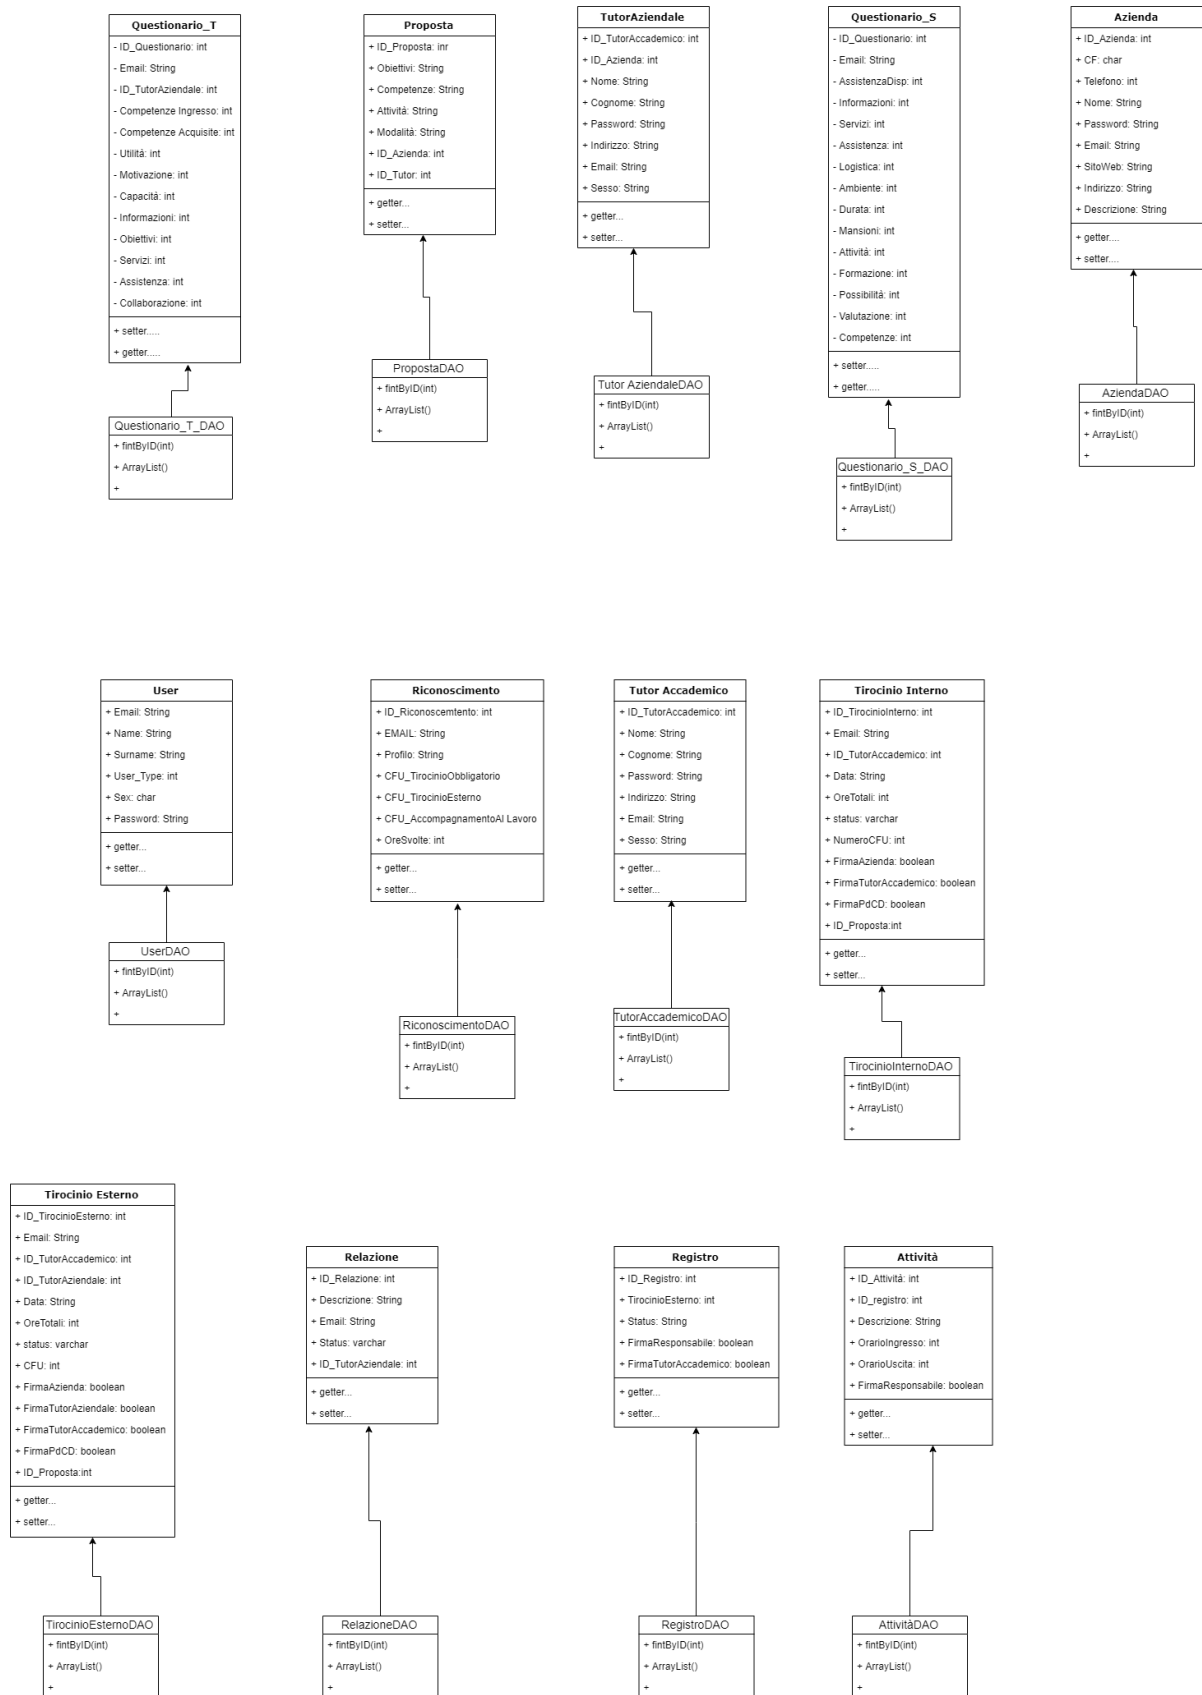 Questionario_T
- ID_Questionario: int
- Email: String
- ID_TutorAziendale: int
- Competenze Ingresso: int
- Competenze Acquisite: int
- Utilità: int
- Motivazione: int
- Capacità: int
- Informazioni: int
- Obiettivi: int
- Servizi: int
- Assistenza: int
- Collaborazione: int
+ setter.....
+ getter.....
Questionario_T_DAO
+ fintByID(int)
+ ArrayList()
+
Proposta
+ ID_Proposta: inr
+ Obiettivi: String
+ Competenze: String
+ Attività: String
+ Modalità: String
+ ID_Azienda: int
+ ID_Tutor: int
+ getter...
+ setter...
PropostaDAO
+ fintByID(int)
+ ArrayList()
+
TutorAziendale
+ ID_TutorAccademico: int
+ ID_Azienda: int
+ Nome: String
+ Cognome: String
+ Password: String
+ Indirizzo: String
+ Email: String
+ Sesso: String
+ getter...
+ setter...
Tutor AziendaleDAO
+ fintByID(int)
+ ArrayList()
+
Questionario_S
- ID_Questionario: int
- Email: String
- AssistenzaDisp: int
- Informazioni: int
- Servizi: int
- Assistenza: int
- Logistica: int
- Ambiente: int
- Durata: int
- Mansioni: int
- Attività: int
- Formazione: int
- Possibilità: int
- Valutazione: int
- Competenze: int
+ setter.....
+ getter.....
Questionario_S_DAO
+ fintByID(int)
+ ArrayList()
+
Azienda
+ ID_Azienda: int
+ CF: char
+ Telefono: int
+ Nome: String
+ Password: String
+ Email: String
+ SitoWeb: String
+ Indirizzo: String
+ Descrizione: String
+ getter....
+ setter....
AziendaDAO
+ fintByID(int)
+ ArrayList()
+
User
+ Email: String
+ Name: String
+ Surname: String
+ User_Type: int
+ Sex: char
+ Password: String
+ getter...
+ setter...
UserDAO
+ fintByID(int)
+ ArrayList()
+
Riconoscimento
+ ID_Riconoscemtento: int
+ EMAIL: String
+ Profilo: String
+ CFU_TirocinioObbligatorio
+ CFU_TirocinioEsterno
+ CFU_AccompagnamentoAl Lavoro
+ OreSvolte: int
+ getter...
+ setter...
RiconoscimentoDAO
+ fintByID(int)
+ ArrayList()
+
Tutor Accademico
+ ID_TutorAccademico: int
+ Nome: String
+ Cognome: String
+ Password: String
+ Indirizzo: String
+ Email: String
+ Sesso: String
+ getter...
+ setter...
TutorAccademicoDAO
+ fintByID(int)
+ ArrayList()
+
Tirocinio Interno
+ ID_TirocinioInterno: int
+ Email: String
+ ID_TutorAccademico: int
+ Data: String
+ OreTotali: int
+ status: varchar
+ NumeroCFU: int
+ FirmaAzienda: boolean
+ FirmaTutorAccademico: boolean
+ FirmaPdCD: boolean
+ ID_Proposta:int
+ getter...
+ setter...
TirocinioInternoDAO
+ fintByID(int)
+ ArrayList()
+
Tirocinio Esterno
+ ID_TirocinioEsterno: int
+ Email: String
+ ID_TutorAccademico: int
+ ID_TutorAziendale: int
+ Data: String
+ OreTotali: int
+ status: varchar
+ CFU: int
+ FirmaAzienda: boolean
+ FirmaTutorAziendale: boolean
+ FirmaTutorAccademico: boolean
+ FirmaPdCD: boolean
+ ID_Proposta:int
+ getter...
+ setter...
TirocinioEsternoDAO
+ fintByID(int)
+ ArrayList()
+
Relazione
+ ID_Relazione: int
+ Descrizione: String
+ Email: String
+ Status: varchar
+ ID_TutorAziendale: int
+ getter...
+ setter...
RelazioneDAO
+ fintByID(int)
+ ArrayList()
+
Registro
+ ID_Registro: int
+ TirocinioEsterno: int
+ Status: String
+ FirmaResponsabile: boolean
+ FirmaTutorAccademico: boolean
+ getter...
+ setter...
RegistroDAO
+ fintByID(int)
+ ArrayList()
+
Attività
+ ID_Attività: int
+ ID_registro: int
+ Descrizione: String
+ OrarioIngresso: int
+ OrarioUscita: int
+ FirmaResponsabile: boolean
+ getter...
+ setter...
AttivitàDAO
+ fintByID(int)
+ ArrayList()
+